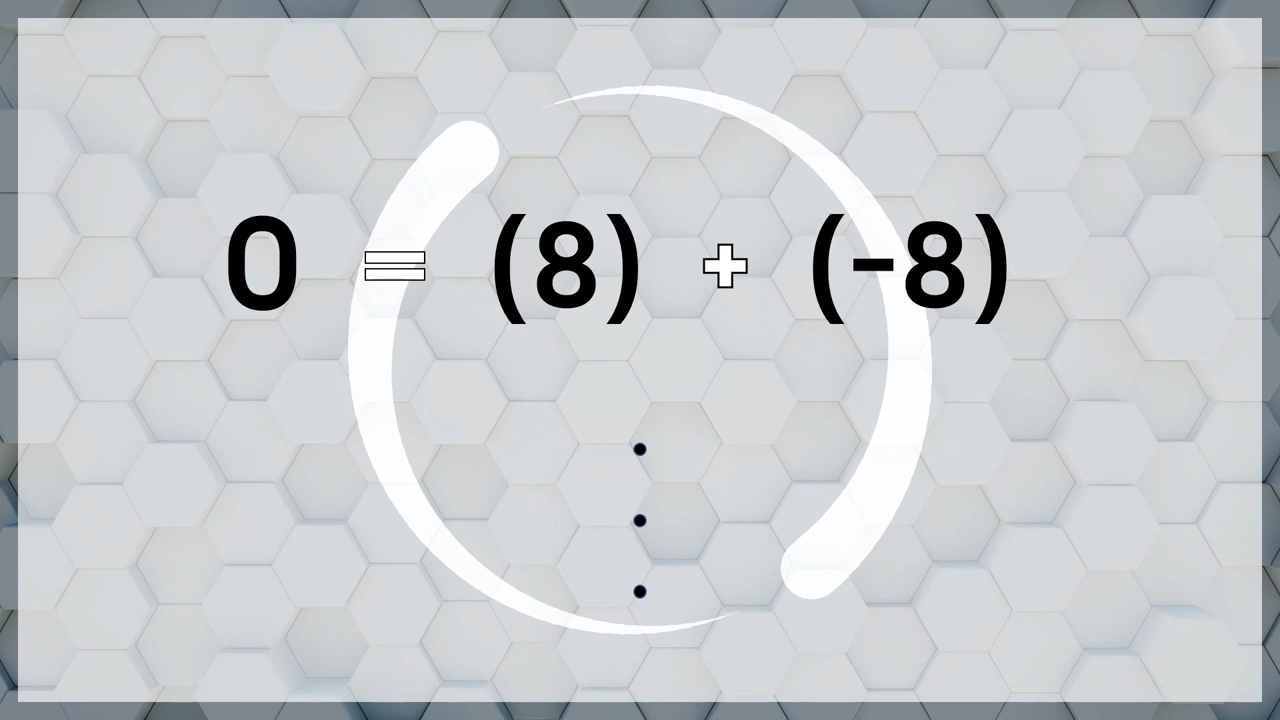 0 = (8) + (-8)